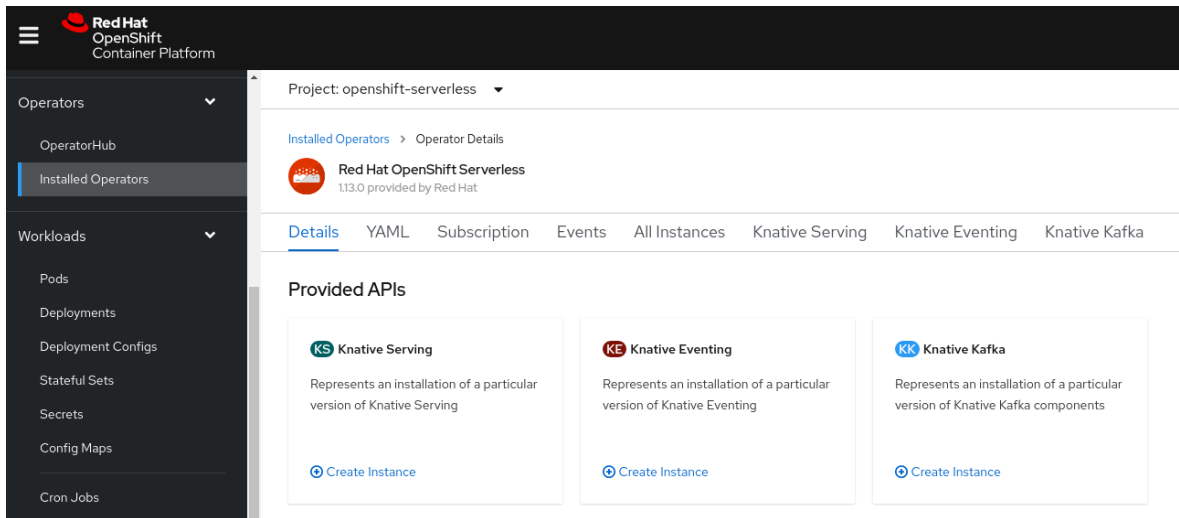 Red Hat
OpenShift
Container Platform
Operators
OperatorHub
Installed Operators
Workloads
Pods
Deployments
Deployment Configs
Stateful Sets
Secrets
Config Maps
Cron Jobs
Project: openshift-serverless
Installed Operators > Operator Details
Red Hat OpenShift Serverless
1.13.0 provided by Red Hat
Details YAML Subscription Events All Instances Knative Serving Knative Eventing Knative Kafka
Provided APIs
KS Knative Serving
Represents an installation of a particular
version of Knative Serving
Create Instance
KE Knative Eventing
Represents an installation of a particular
version of Knative Eventing
Create Instance
KK Knative Kafka
Represents an installation of a particular
version of Knative Kafka components
Create Instance